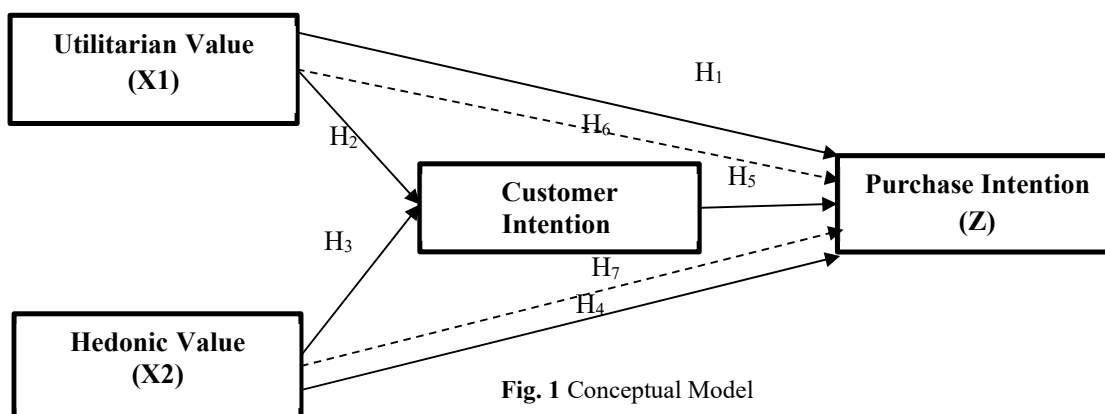 Utilitarian Value
(X1)
H1
H6
H2
Customer
Intention
H5
Purchase Intention
(Z)
H3
H7
H4
Hedonic Value
(X2)
Fig. 1 Conceptual Model